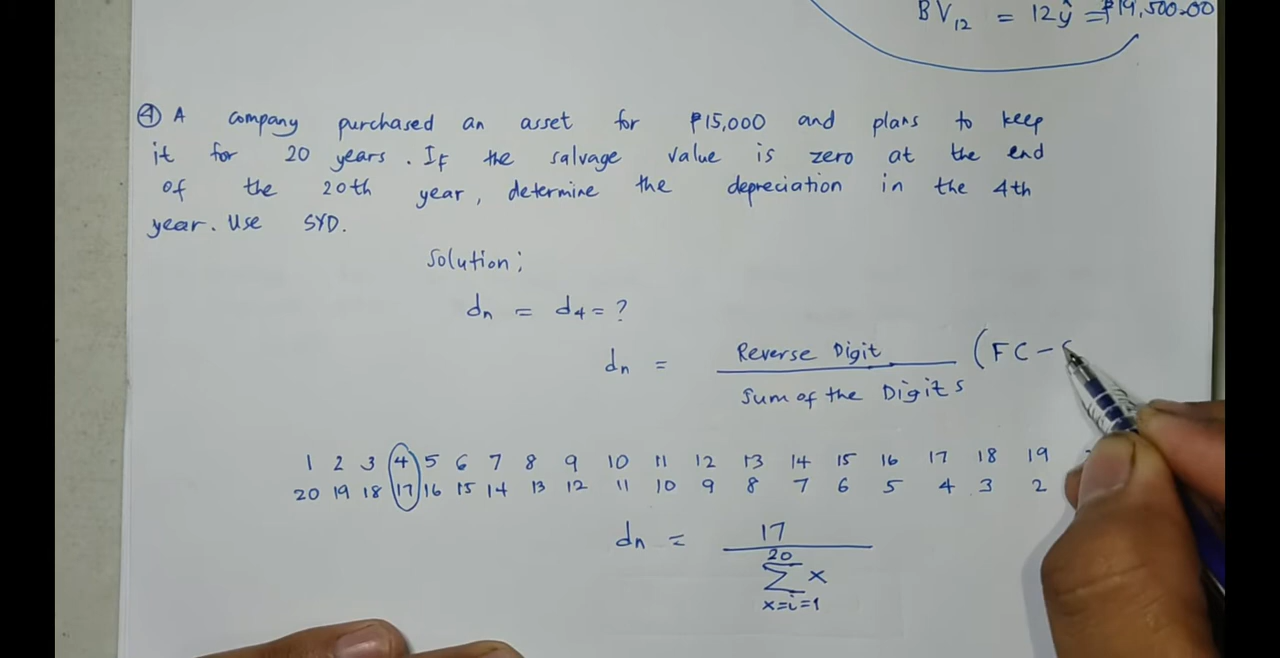 BV12 = 12ŷ = ₱19,500.00
④ A company purchased an asset for ₱15,000 and plans to keep
it for 20 years. If the salvage value is zero at the end
of the 20th year, determine the depreciation in the 4th
year. Use SYD.
Solution;
dn = d4 = ?
dn = Reverse Digit (FC -
Sum of the Digits
1 2 3 4 5 6 7 8 9 10 11 12 13 14 15 16 17 18 19
20 19 18 17 16 15 14 13 12 11 10 9 8 7 6 5 4 3 2
dn = 17
20
Σ x
x=i=1